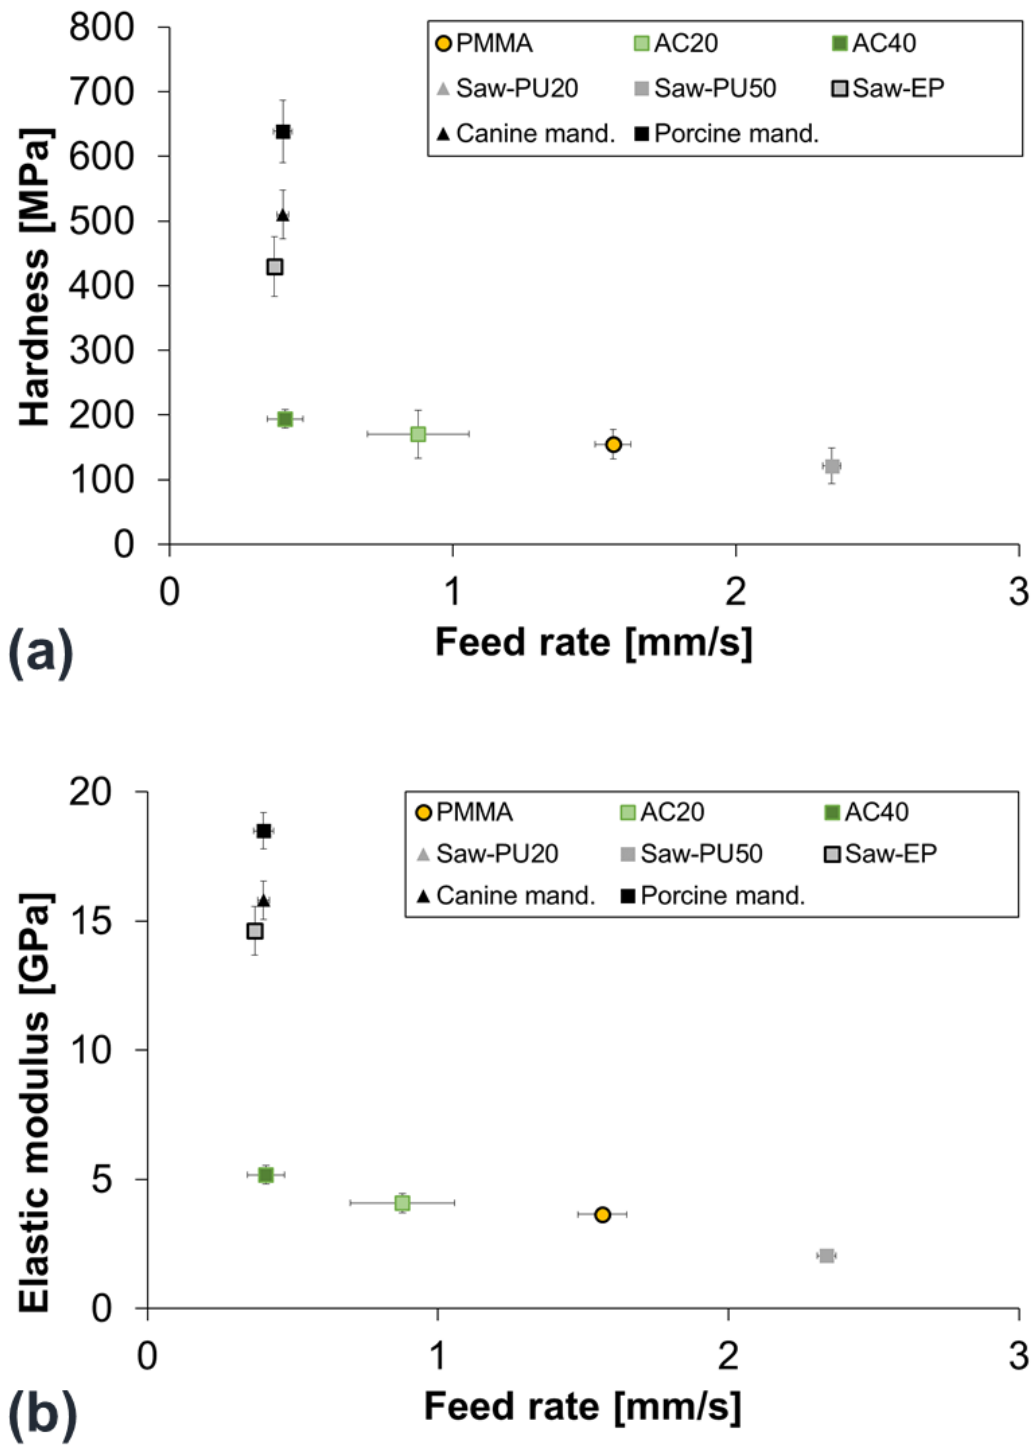 800
700
600
500
400
300
200
100
0
Hardness [MPa]
PMMA AC20 AC40
Saw-PU20 Saw-PU50 Saw-EP
Canine mand. Porcine mand.
0 1 2 3
Feed rate [mm/s]
(a)
20
15
10
5
0
Elastic modulus [GPa]
PMMA AC20 AC40
Saw-PU20 Saw-PU50 Saw-EP
Canine mand. Porcine mand.
0 1 2 3
Feed rate [mm/s]
(b)